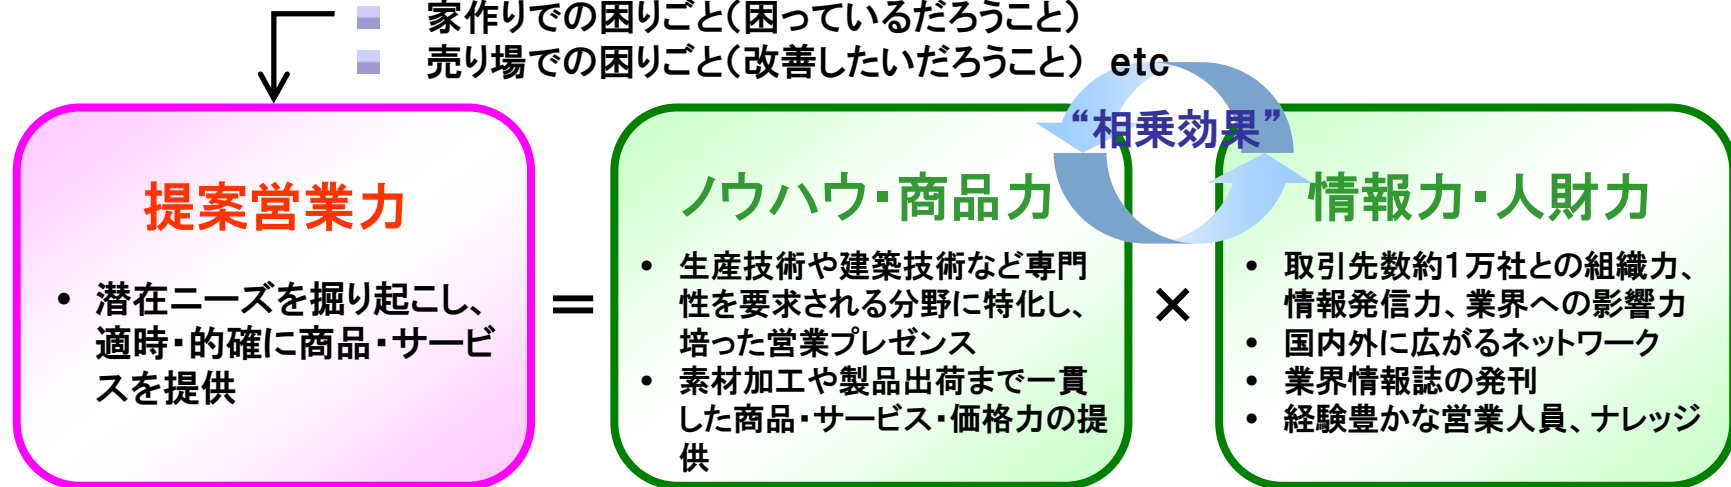 家作りでの困りごと（困っているだろうこと）
売り場での困りごと（改善したいだろうこと） etc
“相乗効果”
提案営業力
• 潜在ニーズを掘り起こし、
適時・的確に商品・サービ
スを提供
＝
ノウハウ・商品力
• 生産技術や建築技術など専門
性を要求される分野に特化し、
培った営業プレゼンス
• 素材加工や製品出荷まで一貫
した商品・サービス・価格力の提
供
×
情報力・人財力
• 取引先数約1万社との組織力、
情報発信力、業界への影響力
• 国内外に広がるネットワーク
• 業界情報誌の発刊
• 経験豊かな営業人員、ナレッジ